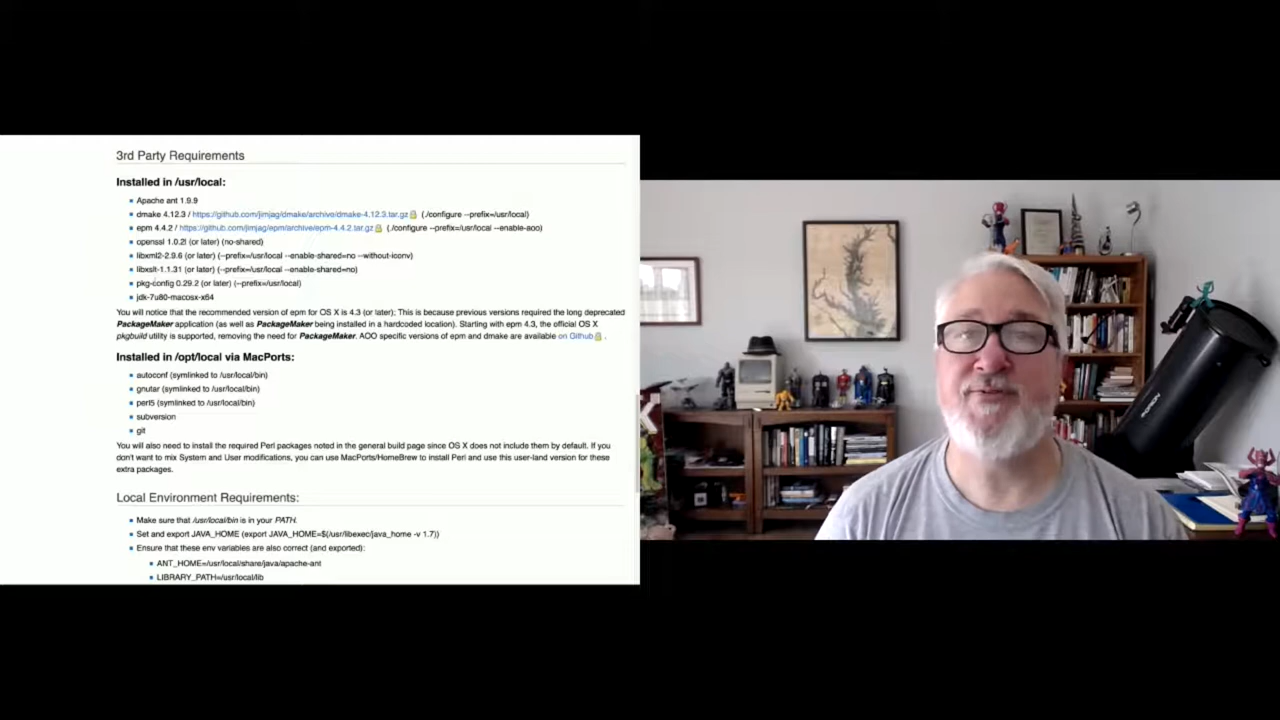 3rd Party Requirements
Installed in /usr/local:
Apache ant 1.9.9
dmake 4.12.3 / https://github.com/jimjag/dmake/archive/dmake-4.12.3.tar.gz (./configure --prefix=/usr/local)
epm 4.4.2 / https://github.com/jimjag/epm/archive/epm-4.4.2.tar.gz (./configure --prefix=/usr/local --enable-aoo)
openssl 1.0.2l (or later) (no-shared)
libxml2-2.9.6 (or later) (--prefix=/usr/local --enable-shared=no --without-iconv)
libxslt-1.1.31 (or later) (--prefix=/usr/local --enable-shared=no)
pkg-config 0.29.2 (or later) (--prefix=/usr/local)
jdk-7u80-macosx-x64
You will notice that the recommended version of epm for OS X is 4.3 (or later); This is because previous versions required the long deprecated
PackageMaker application (as well as PackageMaker being installed in a hardcoded location). Starting with epm 4.3, the official OS X
pkgbuild utility is supported, removing the need for PackageMaker. AOO specific versions of epm and dmake are available on Github .
Installed in /opt/local via MacPorts:
autoconf (symlinked to /usr/local/bin)
gnutar (symlinked to /usr/local/bin)
perl5 (symlinked to /usr/local/bin)
subversion
git
You will also need to install the required Perl packages noted in the general build page since OS X does not include them by default. If you
don't want to mix System and User modifications, you can use MacPorts/HomeBrew to install Perl and use this user-land version for these
extra packages.
Local Environment Requirements:
Make sure that /usr/local/bin is in your PATH.
Set and export JAVA_HOME (export JAVA_HOME=$(/usr/libexec/java_home -v 1.7))
Ensure that these env variables are also correct (and exported):
ANT_HOME=/usr/local/share/java/apache-ant
LIBRARY_PATH=/usr/local/lib